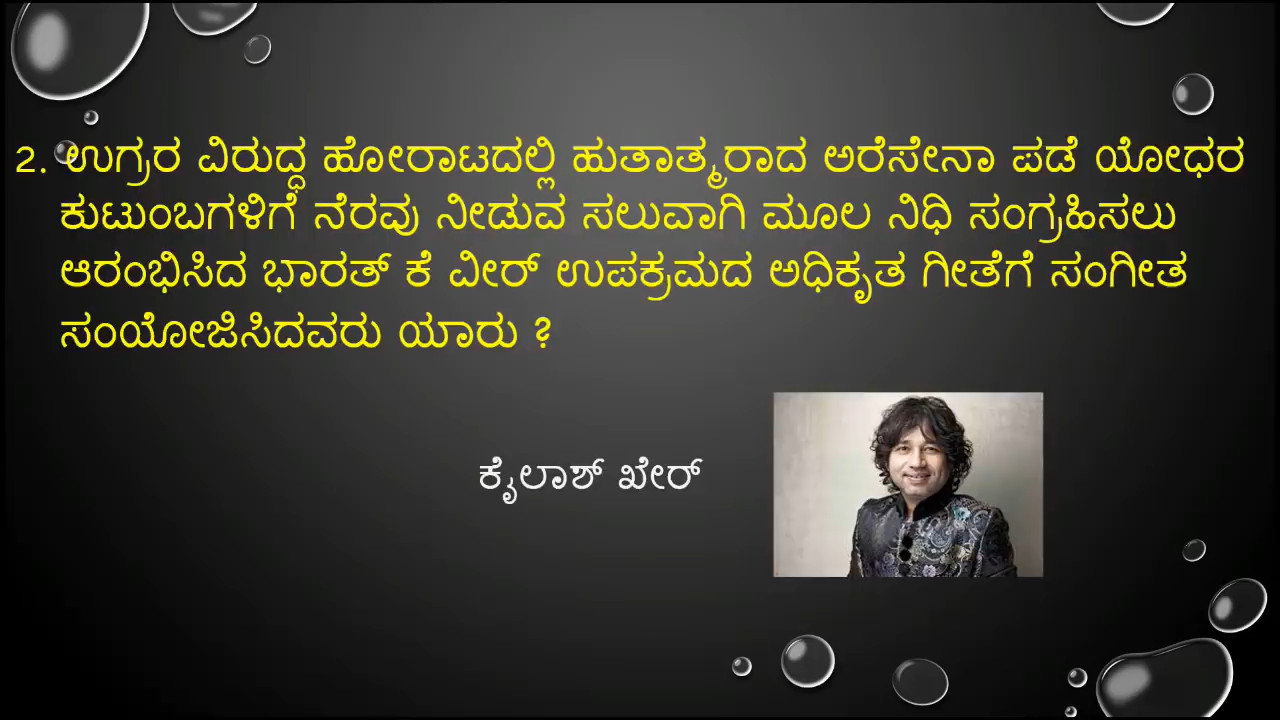 2. ಉಗ್ರರ ವಿರುದ್ಧ ಹೋರಾಟದಲ್ಲಿ ಹುತಾತ್ಮರಾದ ಅರೆಸೇನಾ ಪಡೆ ಯೋಧರ
ಕುಟುಂಬಗಳಿಗೆ ನೆರವು ನೀಡುವ ಸಲುವಾಗಿ ಮೂಲ ನಿಧಿ ಸಂಗ್ರಹಿಸಲು
ಆರಂಭಿಸಿದ ಭಾರತ್ ಕೆ ವೀರ್ ಉಪಕ್ರಮದ ಅಧಿಕೃತ ಗೀತೆಗೆ ಸಂಗೀತ
ಸಂಯೋಜಿಸಿದವರು ಯಾರು ?
ಕೈಲಾಶ್ ಖೇರ್